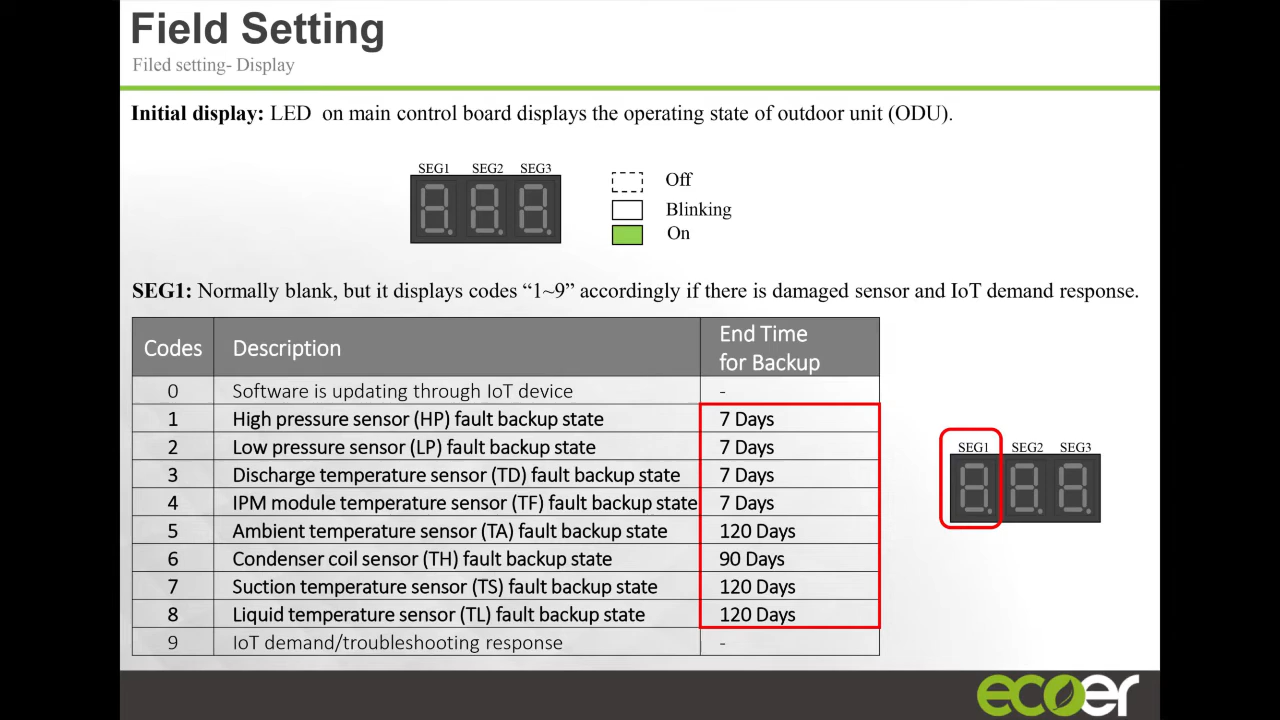 Field Setting
Filed setting- Display
Initial display: LED on main control board displays the operating state of outdoor unit (ODU).
SEG1 SEG2 SEG3
Off
Blinking
On
SEG1: Normally blank, but it displays codes “1~9” accordingly if there is damaged sensor and IoT demand response.
Codes Description End Time for Backup
0 Software is updating through IoT device -
1 High pressure sensor (HP) fault backup state 7 Days
2 Low pressure sensor (LP) fault backup state 7 Days
3 Discharge temperature sensor (TD) fault backup state 7 Days
4 IPM module temperature sensor (TF) fault backup state 7 Days
5 Ambient temperature sensor (TA) fault backup state 120 Days
6 Condenser coil sensor (TH) fault backup state 90 Days
7 Suction temperature sensor (TS) fault backup state 120 Days
8 Liquid temperature sensor (TL) fault backup state 120 Days
9 IoT demand/troubleshooting response -
SEG1 SEG2 SEG3
ecoer